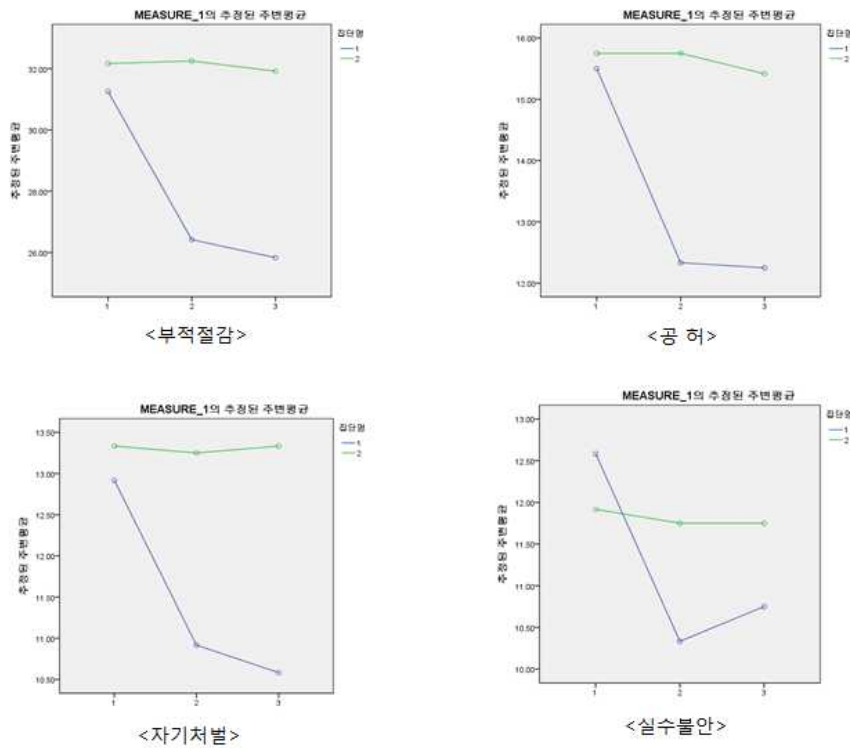 MEASURE_1의 추정된 주변평균
집단명
1
2
추정된 주변평균
32.00
30.00
28.00
26.00
1 2 3
<부적절감>
MEASURE_1의 추정된 주변평균
집단명
1
2
추정된 주변평균
16.00
15.00
14.00
13.00
12.00
1 2 3
<공 허>
MEASURE_1의 추정된 주변평균
집단명
1
2
추정된 주변평균
13.50
13.00
12.50
12.00
11.50
11.00
10.50
1 2 3
<자기처벌>
MEASURE_1의 추정된 주변평균
집단명
1
2
추정된 주변평균
13.00
12.50
12.00
11.50
11.00
10.50
10.00
1 2 3
<실수불안>